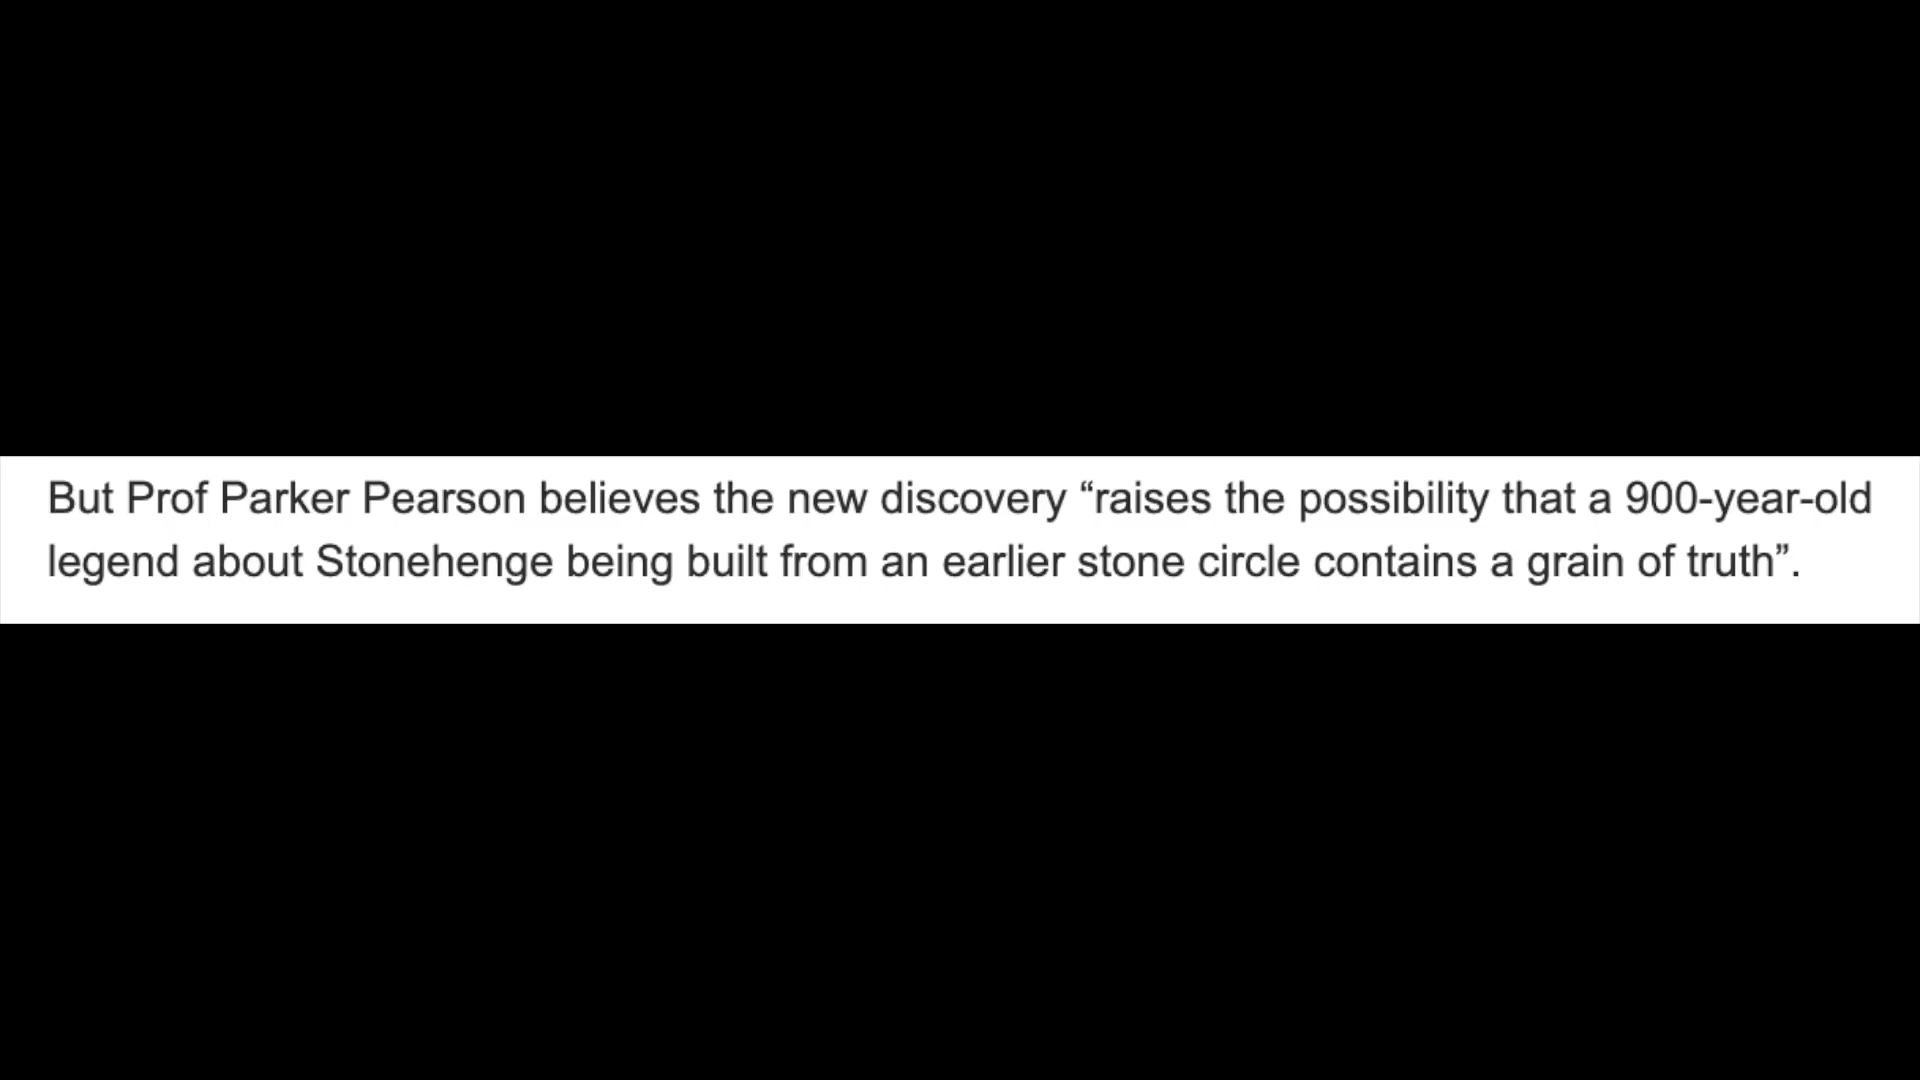 But Prof Parker Pearson believes the new discovery “raises the possibility that a 900-year-old
legend about Stonehenge being built from an earlier stone circle contains a grain of truth”.